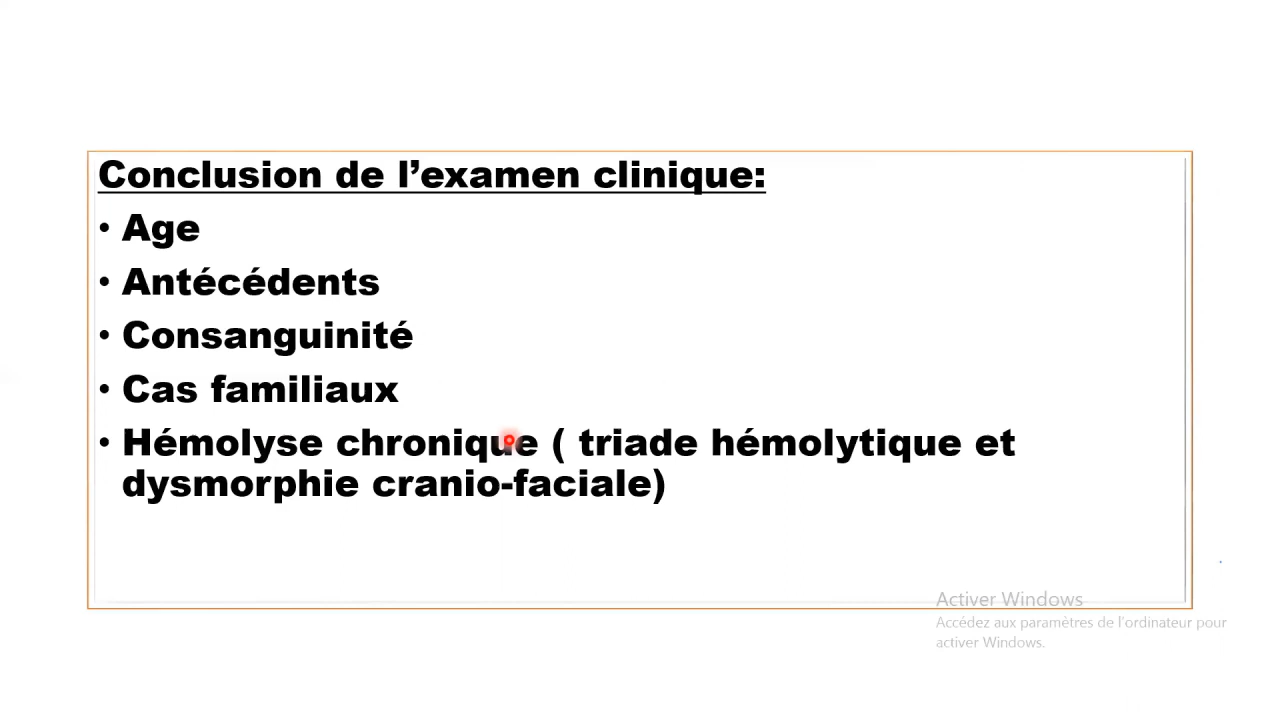 Conclusion de l’examen clinique:
• Age
• Antécédents
• Consanguinité
• Cas familiaux
• Hémolyse chronique ( triade hémolytique et
dysmorphie cranio-faciale)
Activer Windows
Accédez aux paramètres de l'ordinateur pour
activer Windows.